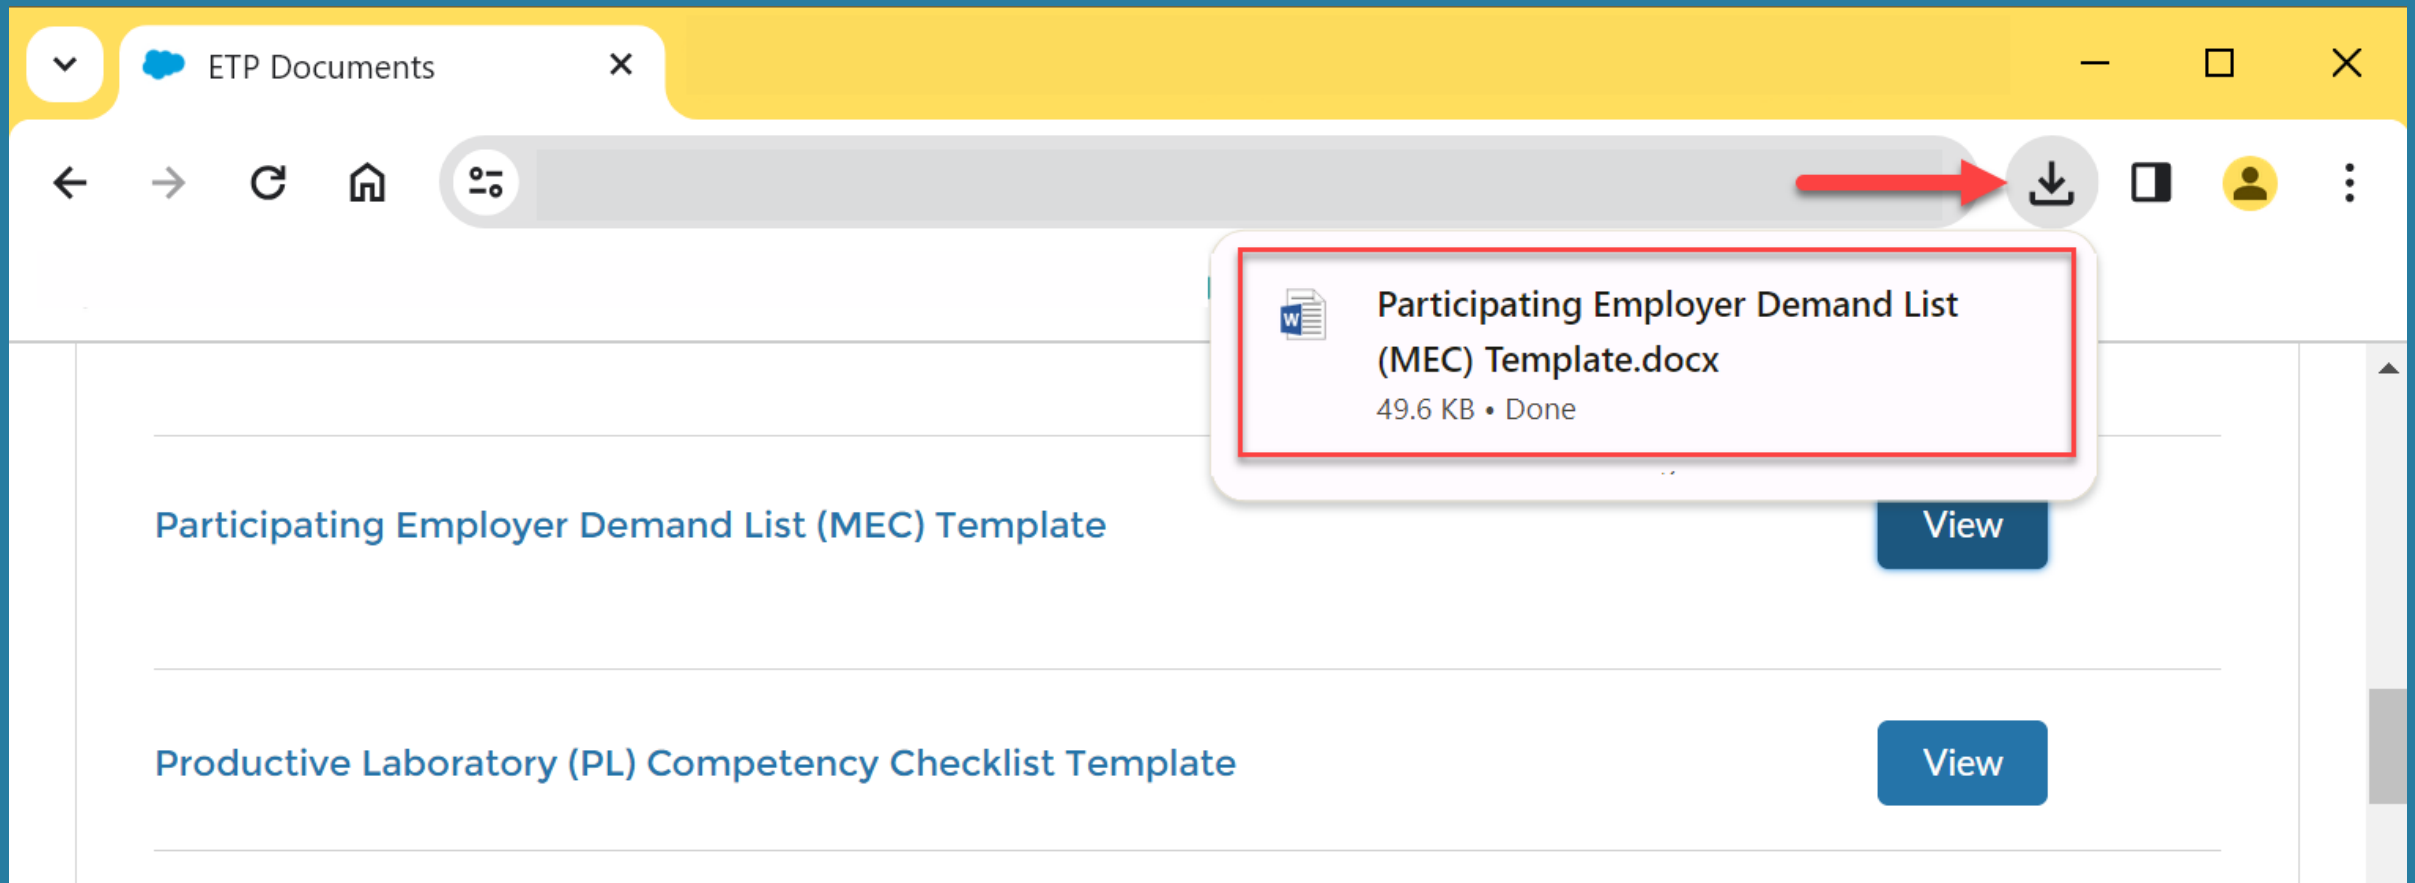 ETP Documents
Participating Employer Demand List
(MEC) Template.docx
49.6 KB • Done
Participating Employer Demand List (MEC) Template
View
Productive Laboratory (PL) Competency Checklist Template
View